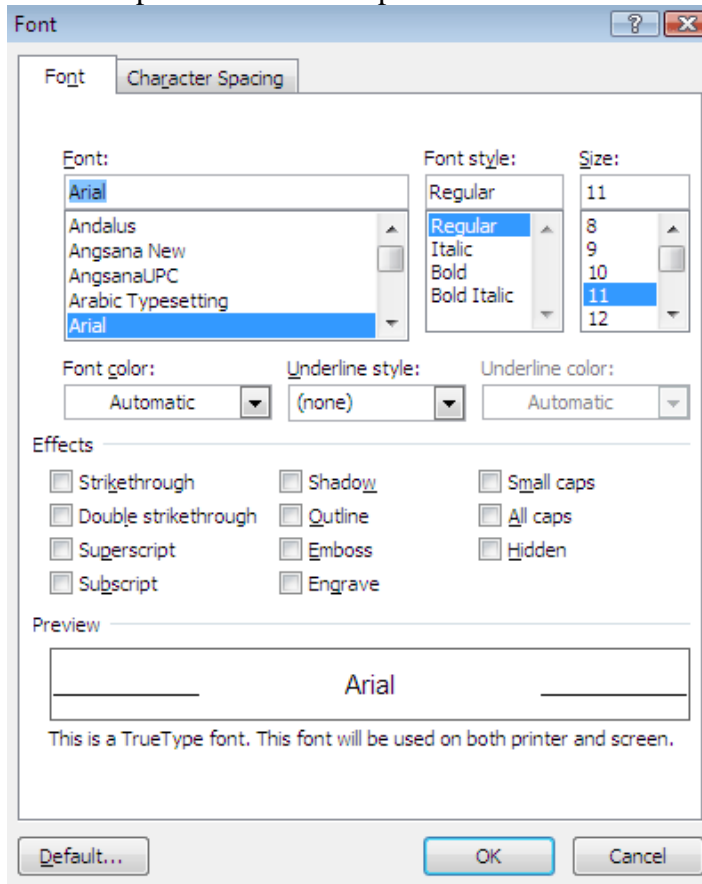 Font
Font Character Spacing
Font: Font style: Size:
Arial Regular 11
Andalus Regular 8
Angsana New Italic 9
AngsanaUPC Bold 10
Arabic Typesetting Bold Italic 11
Arial 12
Font color: Underline style: Underline color:
Automatic (none) Automatic
Effects
Strikethrough Shadow Small caps
Double strikethrough Outline All caps
Superscript Emboss Hidden
Subscript Engrave
Preview
Arial
This is a TrueType font. This font will be used on both printer and screen.
Default... OK Cancel